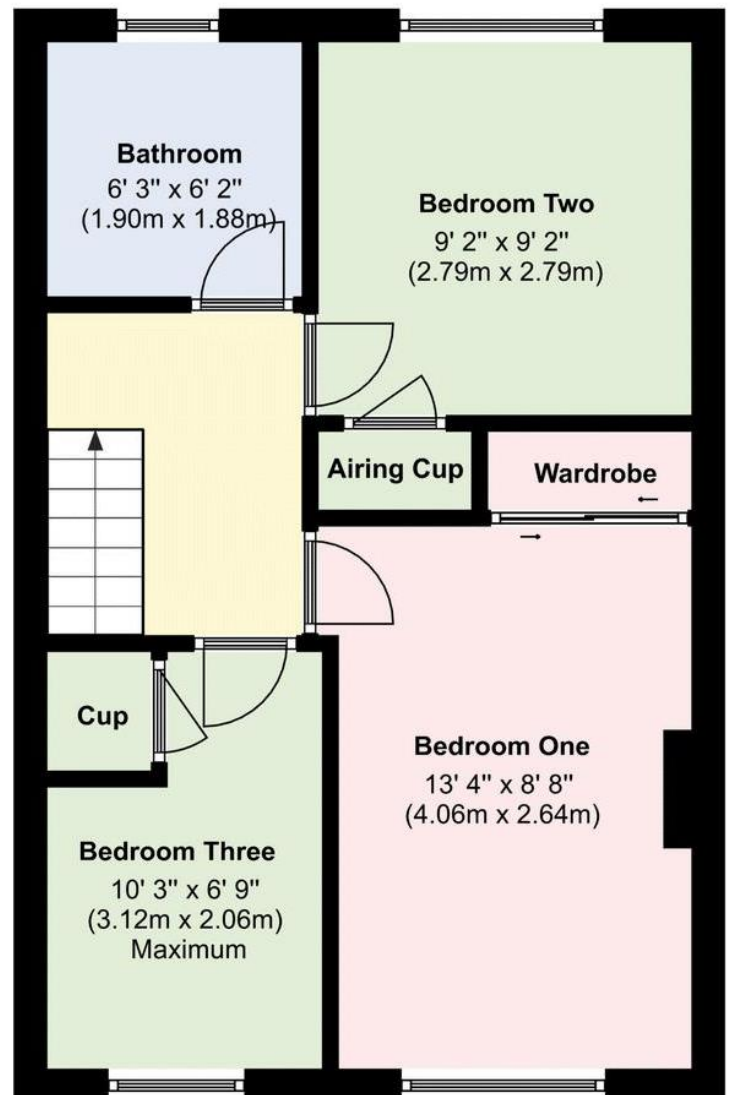 Bathroom
6' 3" x 6' 2"
(1.90m x 1.88m)
Bedroom Two
9' 2" x 9' 2"
(2.79m x 2.79m)
Airing Cup
Wardrobe
Cup
Bedroom One
13' 4" x 8' 8"
(4.06m x 2.64m)
Bedroom Three
10' 3" x 6' 9"
(3.12m x 2.06m)
Maximum